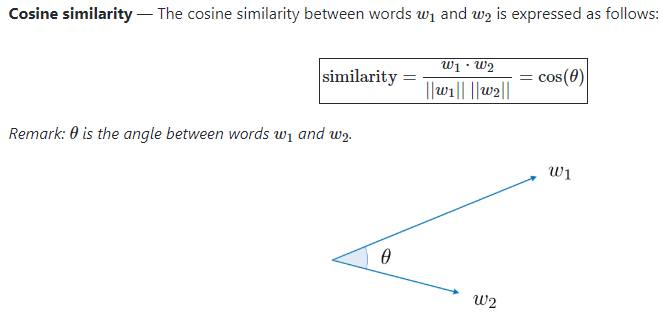 Cosine similarity — The cosine similarity between words w₁ and w₂ is expressed as follows:
similarity = w₁ · w₂ / ||w₁|| ||w₂|| = cos(θ)
Remark: θ is the angle between words w₁ and w₂.
w₁
θ
w₂